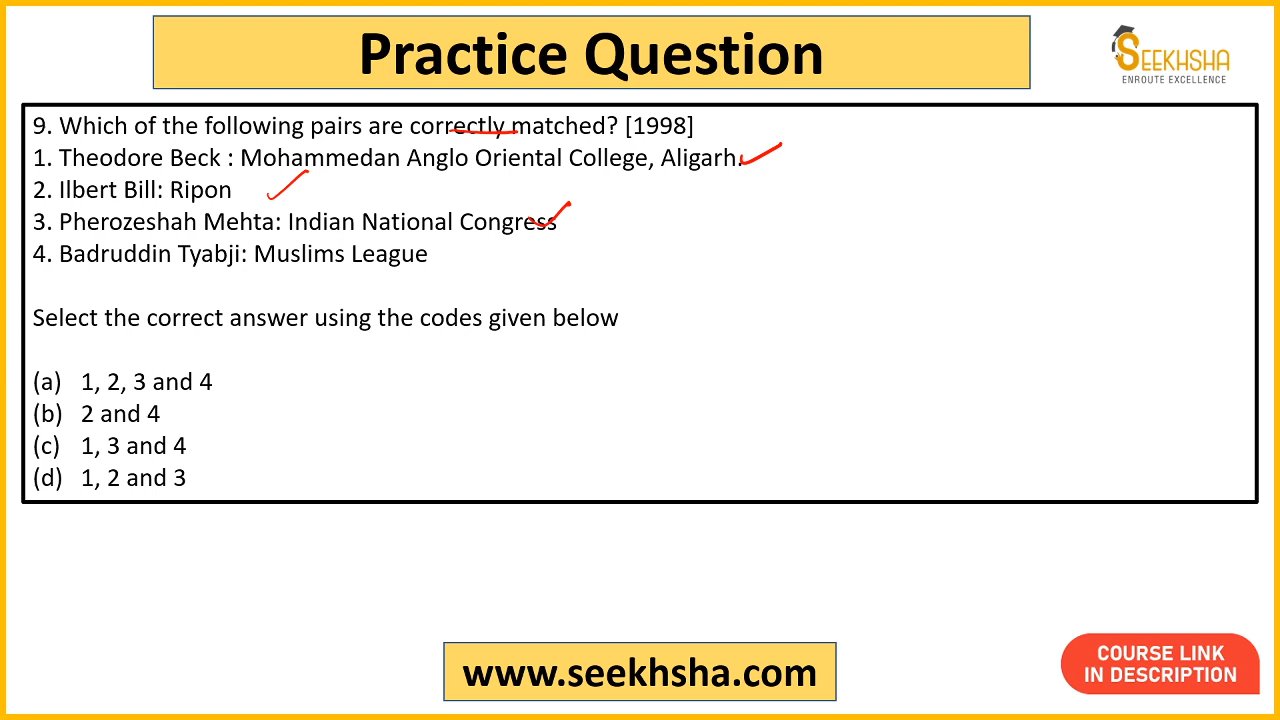 Practice Question
SEEKHSHA
ENROUTE EXCELLENCE
9. Which of the following pairs are correctly matched? [1998]
1. Theodore Beck : Mohammedan Anglo Oriental College, Aligarh.
2. Ilbert Bill: Ripon
3. Pherozeshah Mehta: Indian National Congress
4. Badruddin Tyabji: Muslims League
Select the correct answer using the codes given below
(a) 1, 2, 3 and 4
(b) 2 and 4
(c) 1, 3 and 4
(d) 1, 2 and 3
www.seekhsha.com
COURSE LINK
IN DESCRIPTION